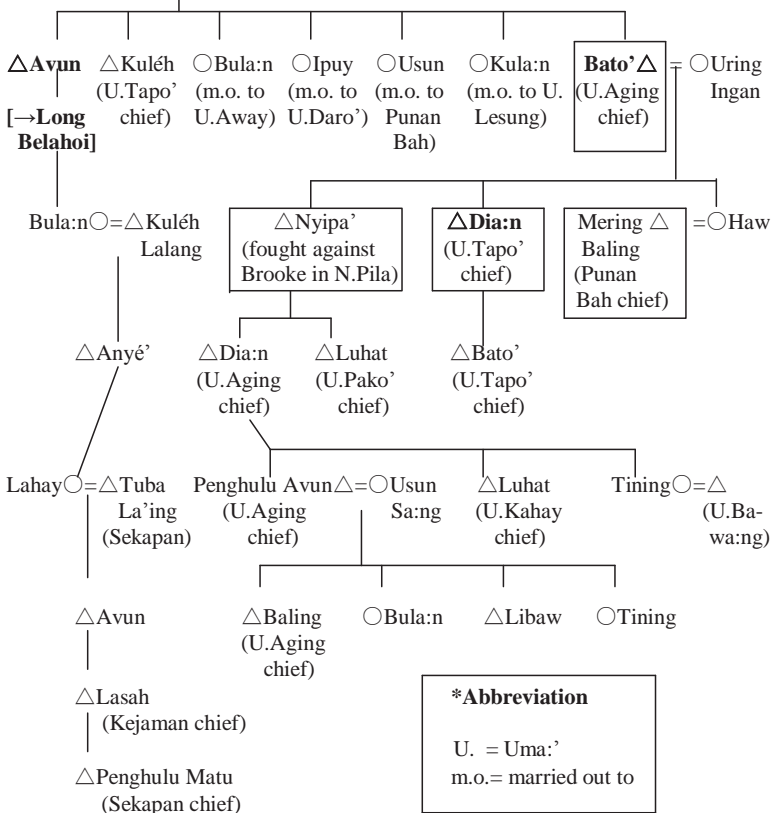 △Avun △Kuléh ○Bula:n ○Ipuy ○Usun ○Kula:n Bato’△ = ○Uring
(U.Tapo’ (m.o. to (m.o. to (m.o. to (m.o. to U. (U.Aging Ingan
[→Long chief) U.Away) U.Daro’) Punan Lesung) chief)
Belahoi] Bah)
Bula:n○=△Kuléh △Nyipa’ △Dia:n Mering △ =○Haw
Lalang (fought against (U.Tapo’ Baling
Brooke in N.Pila) chief) (Punan
Bah chief)
△Anyé’ △Dia:n △Luhat △Bato’
(U.Aging (U.Pako’ (U.Tapo’
chief) chief) chief)
Lahay○=△Tuba Penghulu Avun△=○Usun △Luhat Tining○=△
La’ing (U.Aging Sa:ng (U.Kahay (U.Ba-
(Sekapan) chief) chief) wa:ng)
△Avun △Baling ○Bula:n △Libaw ○Tining
(U.Aging
chief)
△Lasah
(Kejaman chief)
△Penghulu Matu
(Sekapan chief)
*Abbreviation
U. = Uma:’
m.o.= married out to